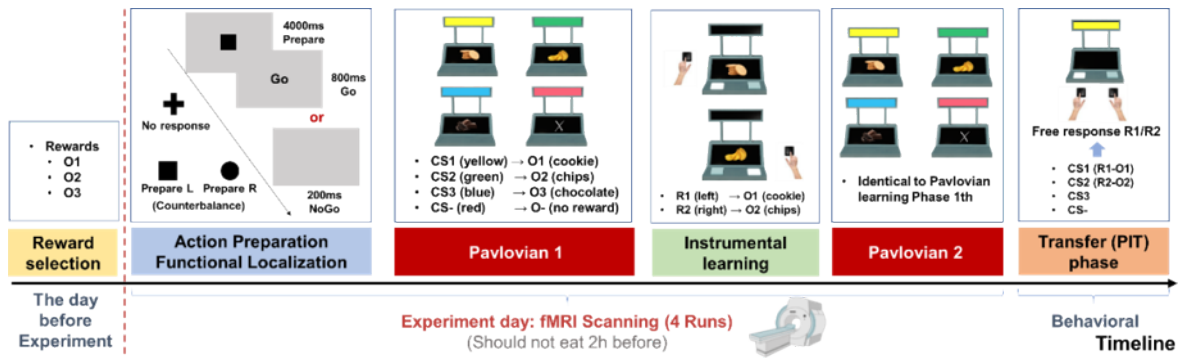 • Rewards
• O1
• O2
• O3
Reward
selection
The day
before
Experiment
4000ms
Prepare
Go
800ms
Go
or
No response
Prepare L
Prepare R
(Counterbalance)
200ms
NoGo
Action Preparation
Functional Localization
X
• CS1 (yellow) → O1 (cookie)
• CS2 (green) → O2 (chips)
• CS3 (blue) → O3 (chocolate)
• CS- (red) → O- (no reward)
Pavlovian 1
• R1 (left) → O1 (cookie)
• R2 (right) → O2 (chips)
Instrumental
learning
X
• Identical to Pavlovian
learning Phase 1th
Pavlovian 2
Free response R1/R2
• CS1 (R1-O1)
• CS2 (R2-O2)
• CS3
• CS-
Transfer (PIT)
phase
Experiment day: fMRI Scanning (4 Runs)
(Should not eat 2h before)
Behavioral
Timeline